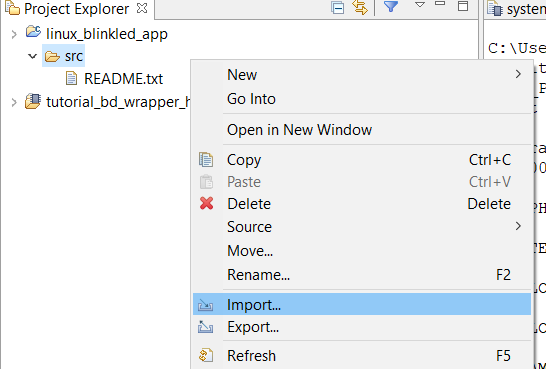 Project Explorer
system
linux_blinkled_app
src
README.txt
tutorial_bd_wrapper_h
C:\Use
New
Go Into
Open in New Window
Copy Ctrl+C
Paste Ctrl+V
Delete Delete
Source
Move...
Rename... F2
Import...
Export...
Refresh F5